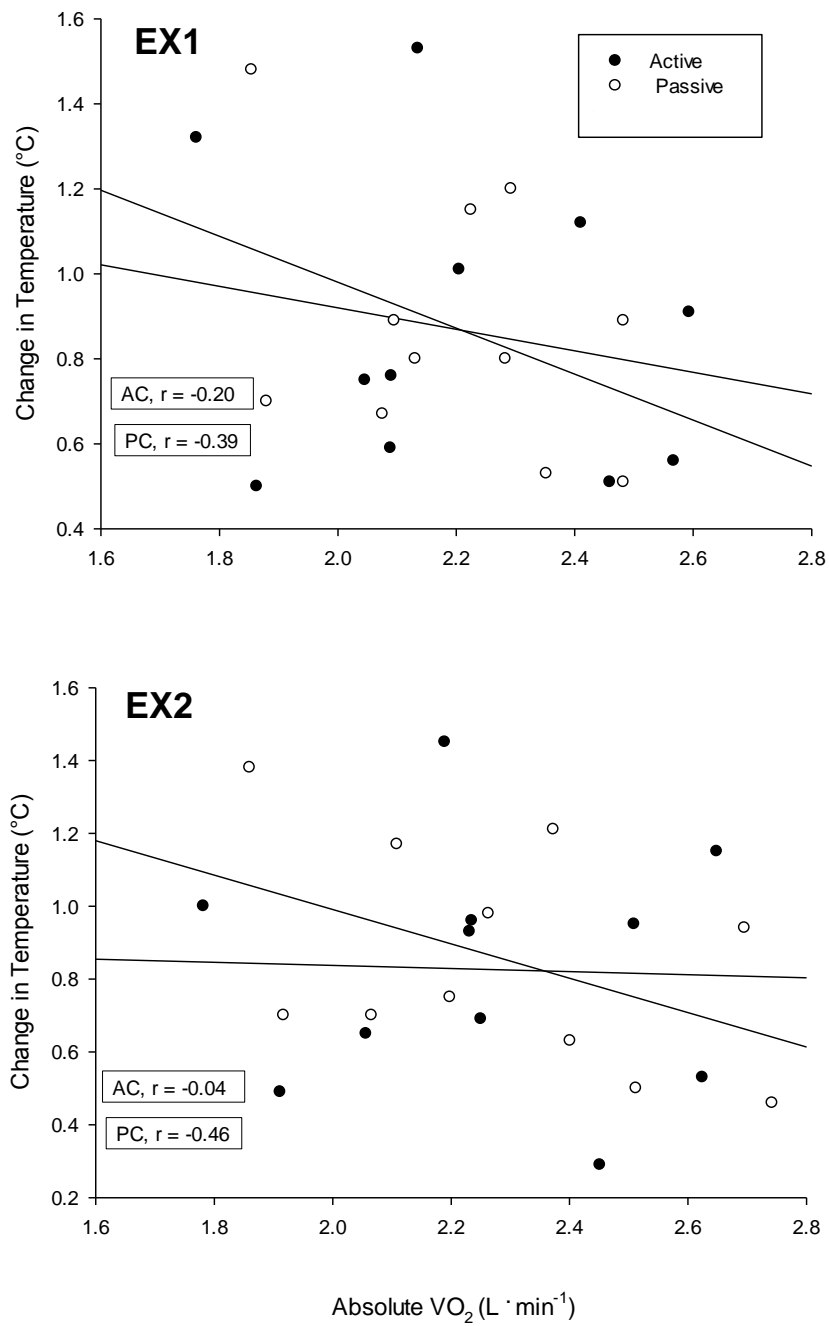 EX1
Active
Passive
Change in Temperature (°C)
1.6
1.4
1.2
1.0
0.8
0.6
0.4
AC, r = -0.20
PC, r = -0.39
1.6 1.8 2.0 2.2 2.4 2.6 2.8
EX2
Change in Temperature (°C)
1.6
1.4
1.2
1.0
0.8
0.6
0.4
0.2
AC, r = -0.04
PC, r = -0.46
1.6 1.8 2.0 2.2 2.4 2.6 2.8
Absolute VO₂ (L · min⁻¹)